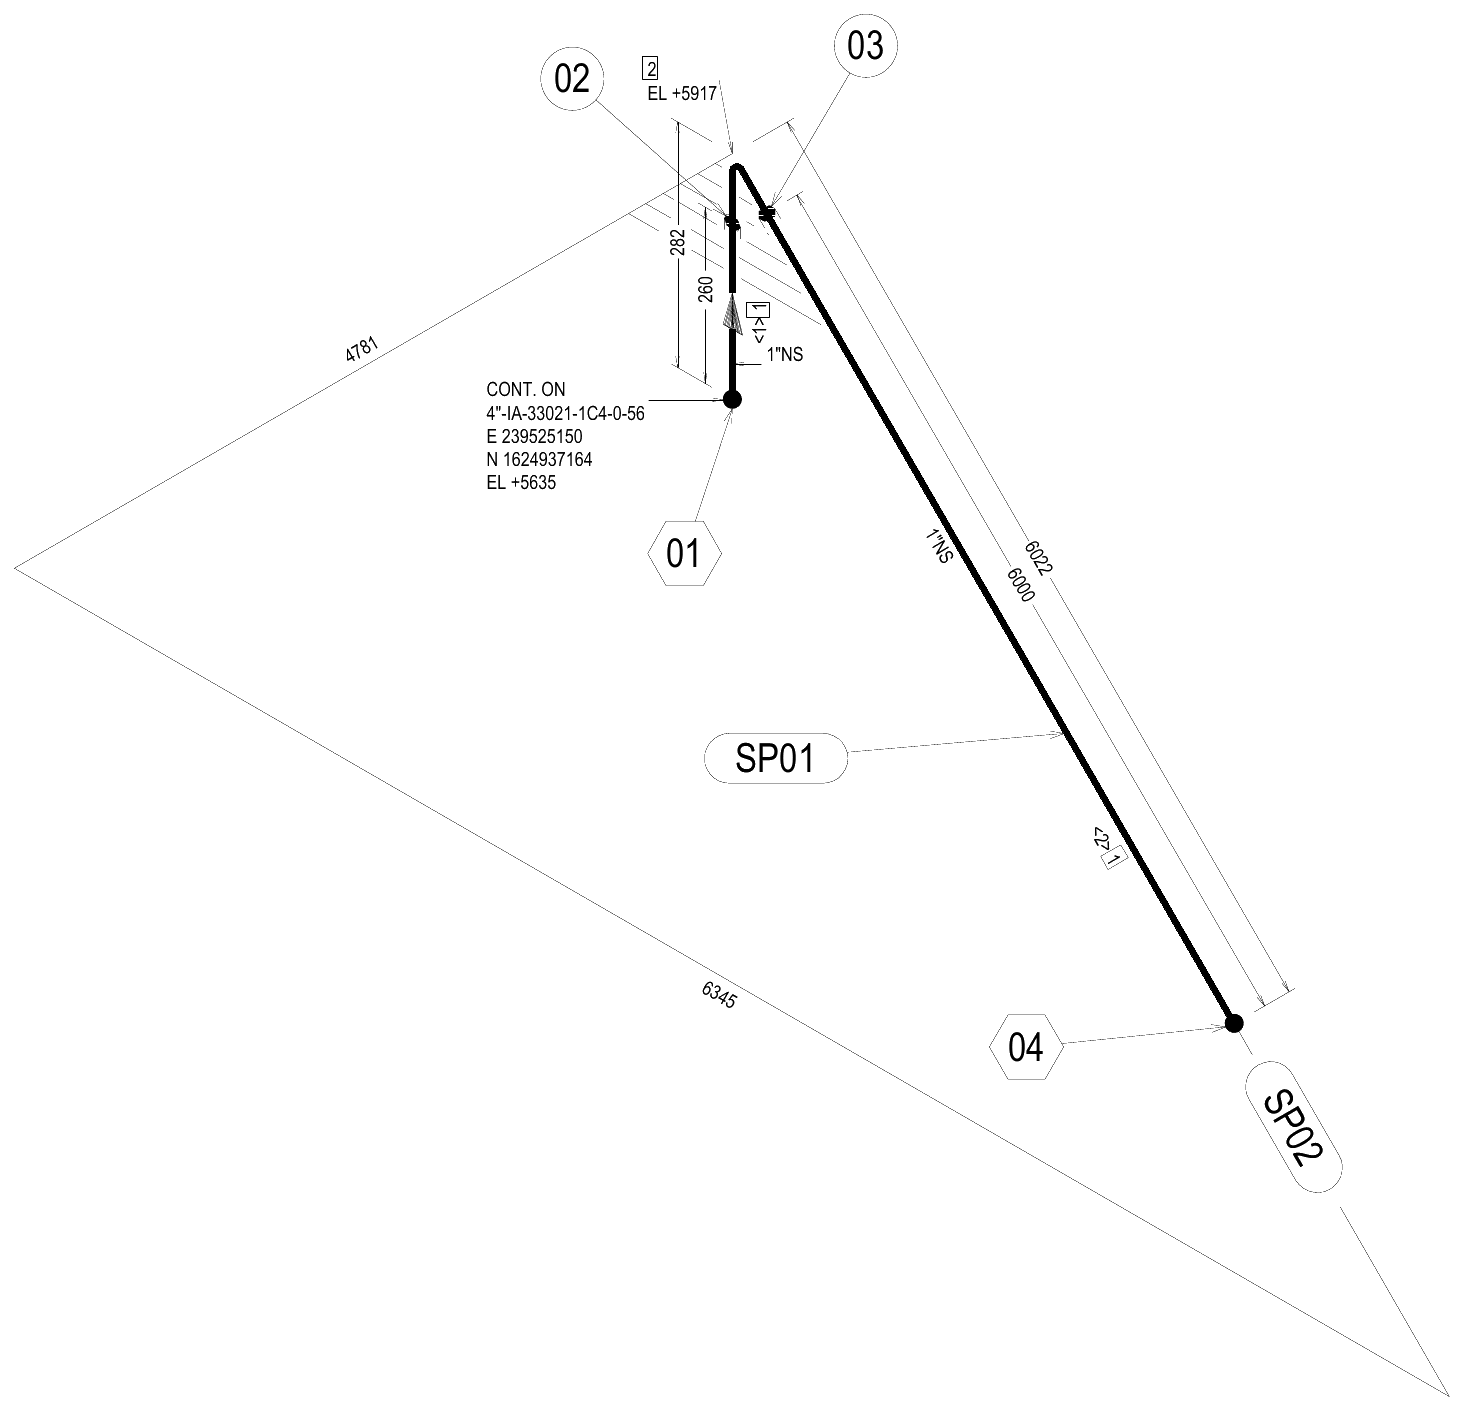 03
02
2
EL +5917
282
260
<1> 1
1"NS
4781
CONT. ON
4"-IA-33021-1C4-0-56
E 239525150
N 1624937164
EL +5635
01
1"NS
6022
6000
SP01
<2> 1
6345
04
SP02